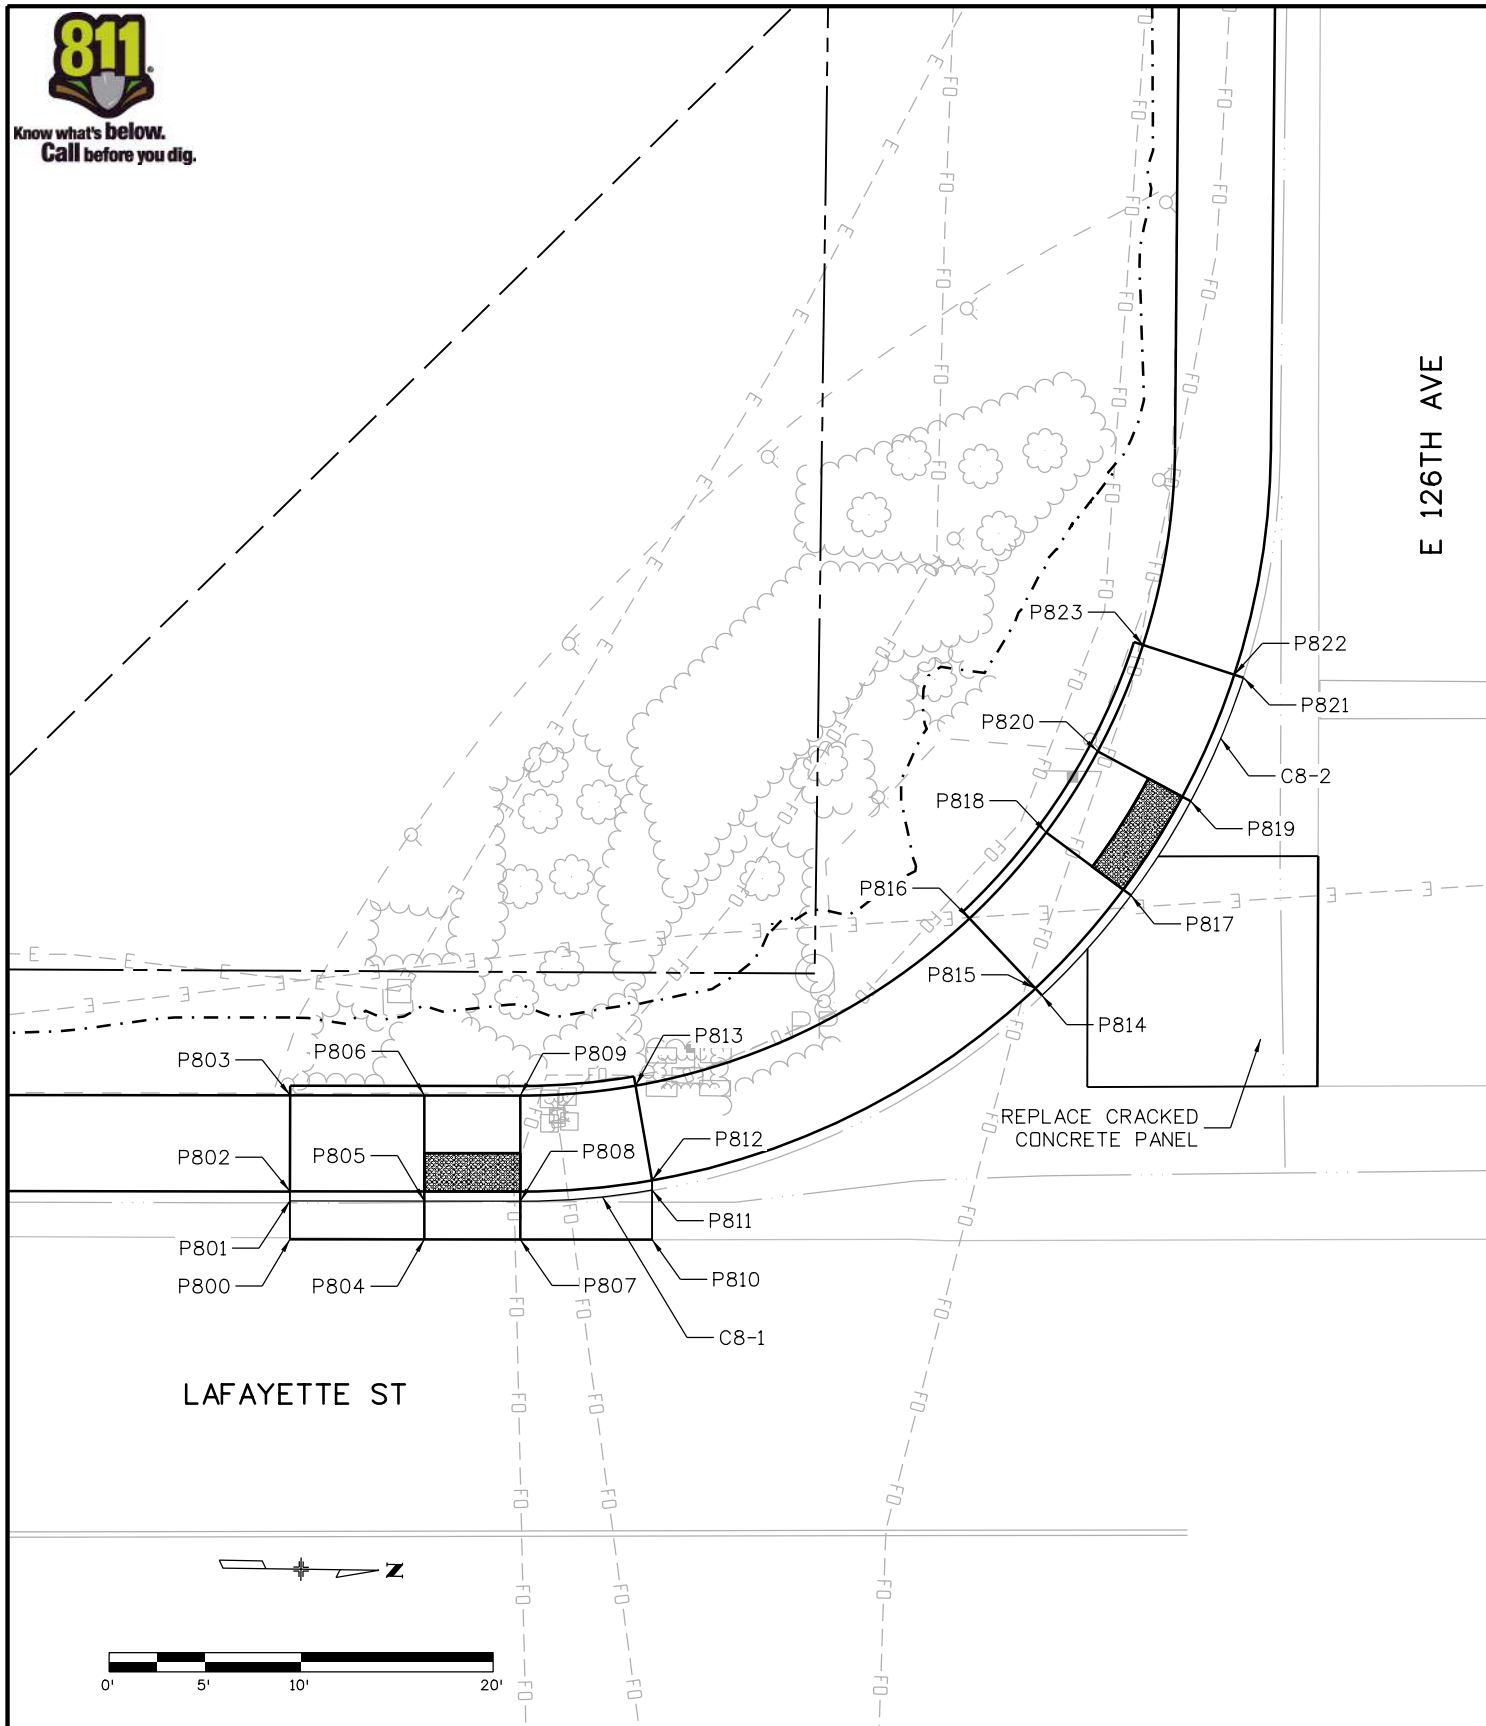 811
Know what's below.
Call before you dig.
E 126TH AVE
P823
P822
P821
P820
C8-2
P818
P819
P816
P817
P815
P814
P813
P809
P806
P803
REPLACE CRACKED
CONCRETE PANEL
P812
P808
P805
P802
P811
P801
P810
P807
P804
P800
C8-1
LAFAYETTE ST
N
0' 5' 10' 20'